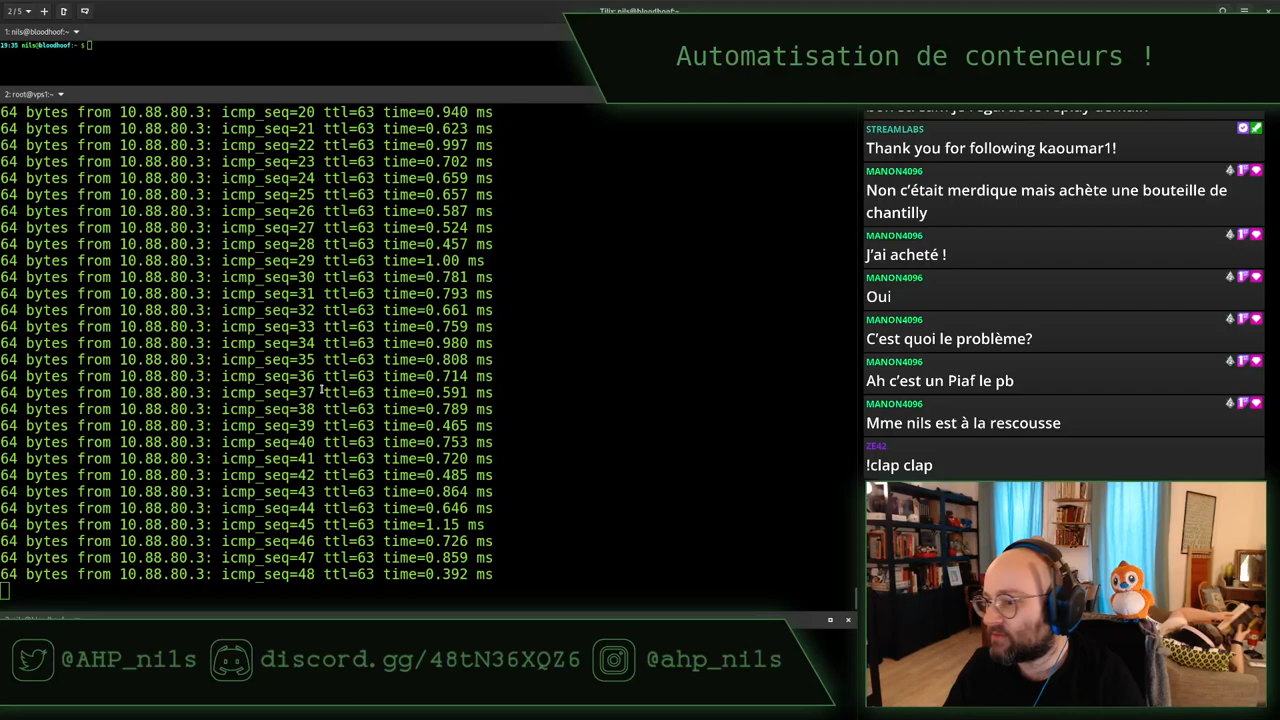 2 / 5
Tilix: nils@bloodhoof:~
1: nils@bloodhoof:~
19:35 nils@bloodhoof:~ $
Automatisation de conteneurs !
2: root@vps1:~
64 bytes from 10.88.80.3: icmp_seq=20 ttl=63 time=0.940 ms
64 bytes from 10.88.80.3: icmp_seq=21 ttl=63 time=0.623 ms
64 bytes from 10.88.80.3: icmp_seq=22 ttl=63 time=0.997 ms
64 bytes from 10.88.80.3: icmp_seq=23 ttl=63 time=0.702 ms
64 bytes from 10.88.80.3: icmp_seq=24 ttl=63 time=0.659 ms
64 bytes from 10.88.80.3: icmp_seq=25 ttl=63 time=0.657 ms
64 bytes from 10.88.80.3: icmp_seq=26 ttl=63 time=0.587 ms
64 bytes from 10.88.80.3: icmp_seq=27 ttl=63 time=0.524 ms
64 bytes from 10.88.80.3: icmp_seq=28 ttl=63 time=0.457 ms
64 bytes from 10.88.80.3: icmp_seq=29 ttl=63 time=1.00 ms
64 bytes from 10.88.80.3: icmp_seq=30 ttl=63 time=0.781 ms
64 bytes from 10.88.80.3: icmp_seq=31 ttl=63 time=0.793 ms
64 bytes from 10.88.80.3: icmp_seq=32 ttl=63 time=0.661 ms
64 bytes from 10.88.80.3: icmp_seq=33 ttl=63 time=0.759 ms
64 bytes from 10.88.80.3: icmp_seq=34 ttl=63 time=0.980 ms
64 bytes from 10.88.80.3: icmp_seq=35 ttl=63 time=0.808 ms
64 bytes from 10.88.80.3: icmp_seq=36 ttl=63 time=0.714 ms
64 bytes from 10.88.80.3: icmp_seq=37 ttl=63 time=0.591 ms
64 bytes from 10.88.80.3: icmp_seq=38 ttl=63 time=0.789 ms
64 bytes from 10.88.80.3: icmp_seq=39 ttl=63 time=0.465 ms
64 bytes from 10.88.80.3: icmp_seq=40 ttl=63 time=0.753 ms
64 bytes from 10.88.80.3: icmp_seq=41 ttl=63 time=0.720 ms
64 bytes from 10.88.80.3: icmp_seq=42 ttl=63 time=0.485 ms
64 bytes from 10.88.80.3: icmp_seq=43 ttl=63 time=0.864 ms
64 bytes from 10.88.80.3: icmp_seq=44 ttl=63 time=0.646 ms
64 bytes from 10.88.80.3: icmp_seq=45 ttl=63 time=1.15 ms
64 bytes from 10.88.80.3: icmp_seq=46 ttl=63 time=0.726 ms
64 bytes from 10.88.80.3: icmp_seq=47 ttl=63 time=0.859 ms
64 bytes from 10.88.80.3: icmp_seq=48 ttl=63 time=0.392 ms
bon stream je regarde le replay demain
STREAMLABS
Thank you for following kaoumar1!
MANON4096
Non c’était merdique mais achète une bouteille de
chantilly
MANON4096
J’ai acheté !
MANON4096
Oui
MANON4096
C’est quoi le problème?
MANON4096
Ah c’est un Piaf le pb
MANON4096
Mme nils est à la rescousse
ZE42
!clap clap
@AHP_nils
discord.gg/48tN36XQZ6
@ahp_nils